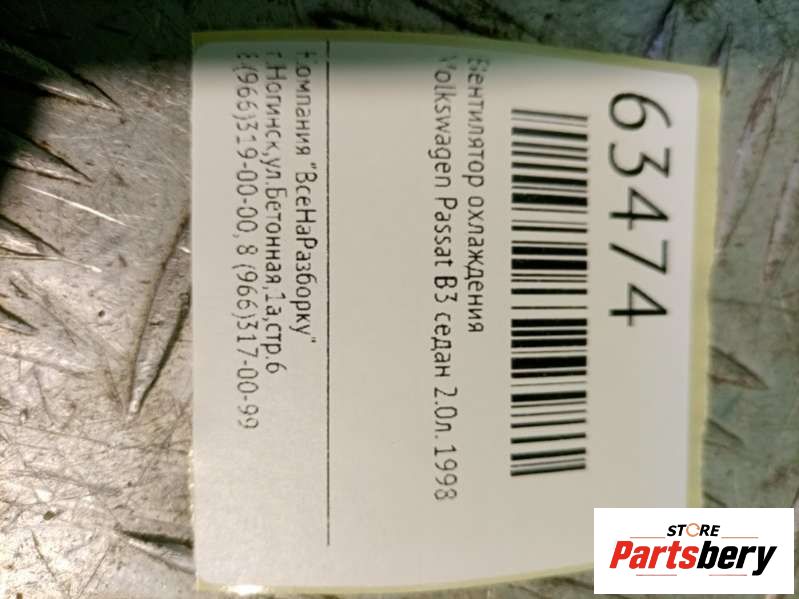 63474
Вентилятор охлаждения
Volkswagen Passat B3 седан 2.0л. 1998
Компания "ВсеНаРазборку"
г.Ногинск,ул.Бетонная,1а,стр.6
8(966)319-00-00, 8 (966)317-00-99
STORE
Partsbery